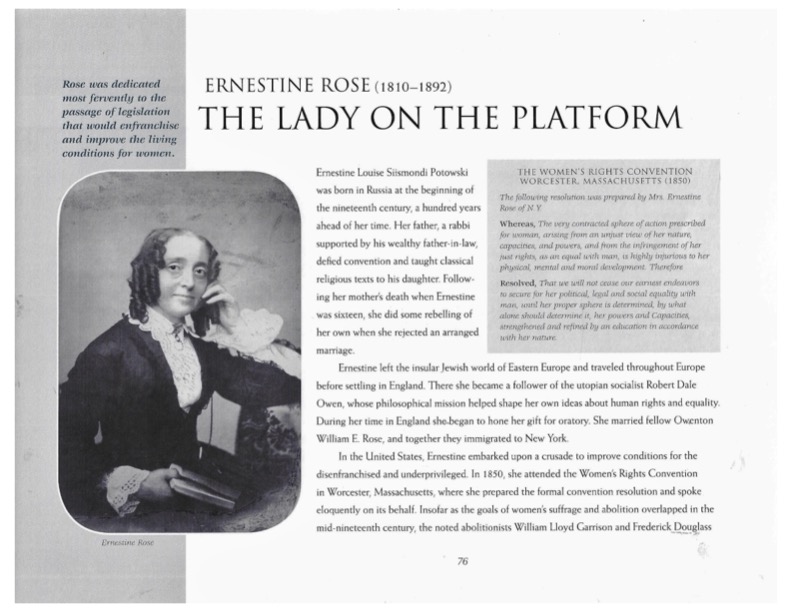 Rose was dedicated
most fervently to the
passage of legislation
that would enfranchise
and improve the living
conditions for women.
ERNESTINE ROSE (1810–1892)
THE LADY ON THE PLATFORM
Ernestine Louise Siismondi Potowski
was born in Russia at the beginning of
the nineteenth century, a hundred years
ahead of her time. Her father, a rabbi
supported by his wealthy father-in-law,
defied convention and taught classical
religious texts to his daughter. Follow-
ing her mother's death when Ernestine
was sixteen, she did some rebelling of
her own when she rejected an arranged
marriage.
THE WOMEN'S RIGHTS CONVENTION
WORCESTER, MASSACHUSETTS (1850)
The following resolution was prepared by Mrs. Ernestine
Rose of N.Y.
Whereas, The very contracted sphere of action prescribed
for woman, arising from an unjust view of her nature,
capacities, and powers, and from the infringement of her
just rights, as an equal with man, is highly injurious to her
physical, mental and moral development. Therefore
Resolved, That we will not cease our earnest endeavors
to secure for her political, legal and social equality with
man, until her proper sphere is determined, by what
alone should determine it, her powers and Capacities,
strengthened and refined by an education in accordance
with her nature.
Ernestine left the insular Jewish world of Eastern Europe and traveled throughout Europe
before settling in England. There she became a follower of the utopian socialist Robert Dale
Owen, whose philosophical mission helped shape her own ideas about human rights and equality.
During her time in England she began to hone her gift for oratory. She married fellow Owenton
William E. Rose, and together they immigrated to New York.
In the United States, Ernestine embarked upon a crusade to improve conditions for the
disenfranchised and underprivileged. In 1850, she attended the Women's Rights Convention
in Worcester, Massachusetts, where she prepared the formal convention resolution and spoke
eloquently on its behalf. Insofar as the goals of women's suffrage and abolition overlapped in the
mid-nineteenth century, the noted abolitionists William Lloyd Garrison and Frederick Douglass
Ernestine Rose
76